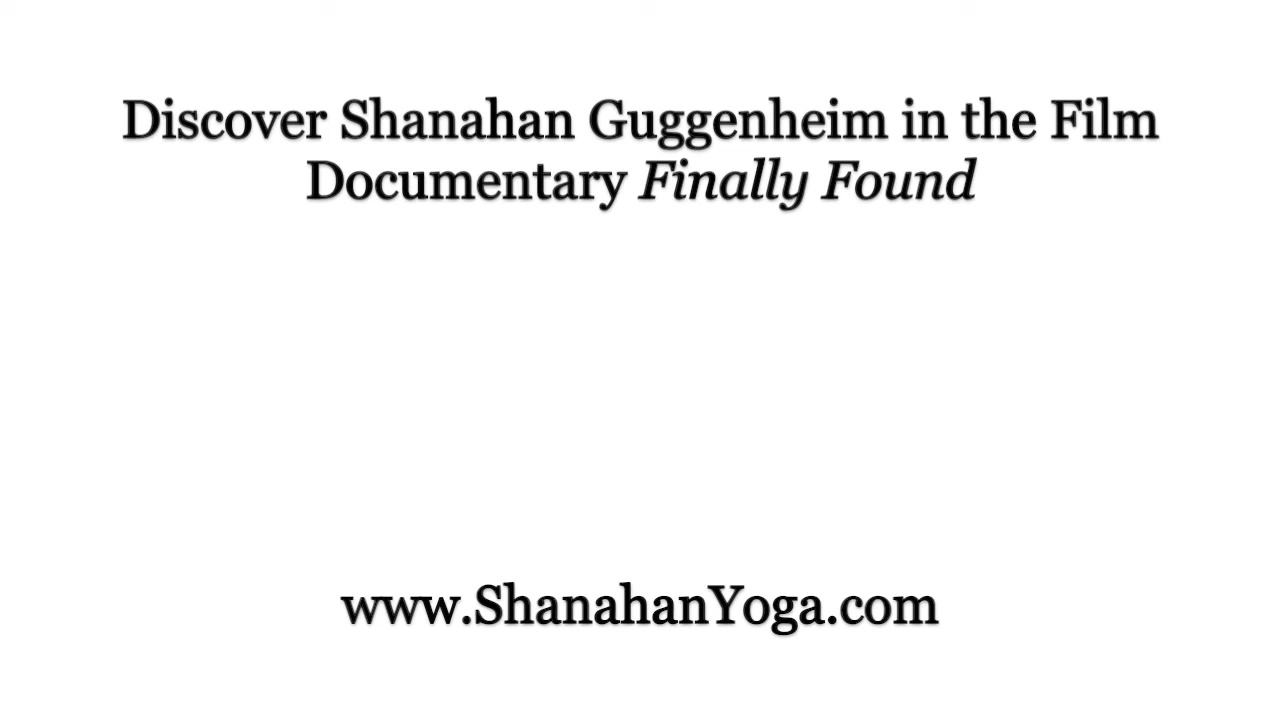 Discover Shanahan Guggenheim in the Film
Documentary Finally Found
www.ShanahanYoga.com